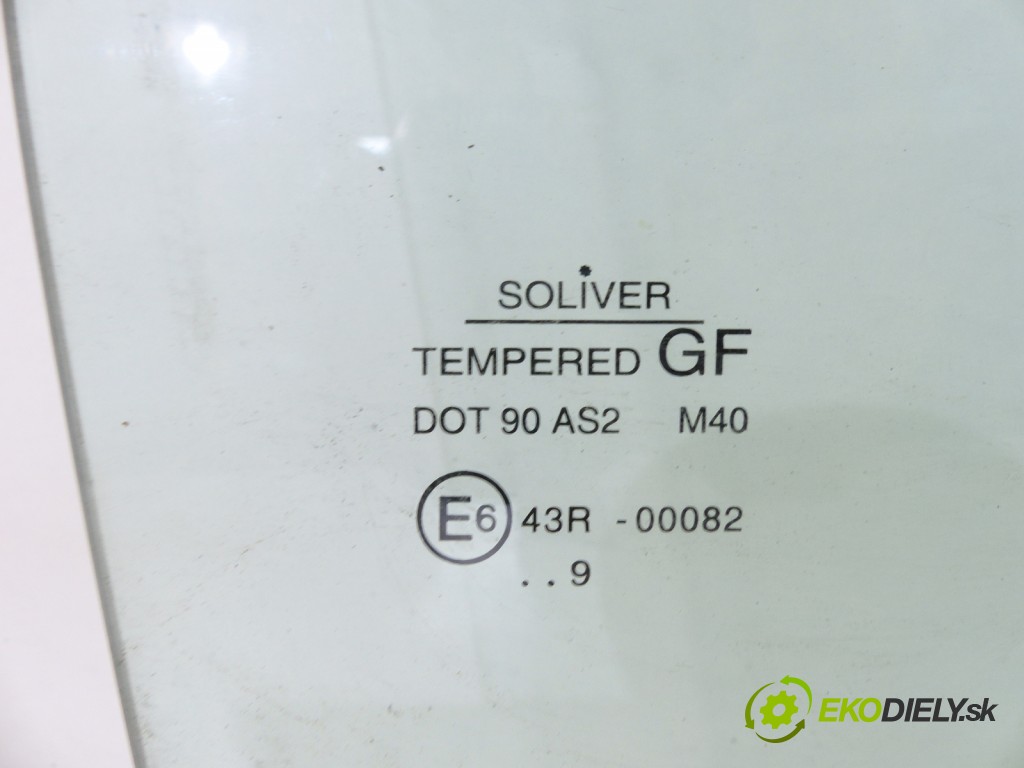 SOLiVER
TEMPERED GF
DOT 90 AS2 M40
E6 43R -00082
. . 9
EKODIELY.sk